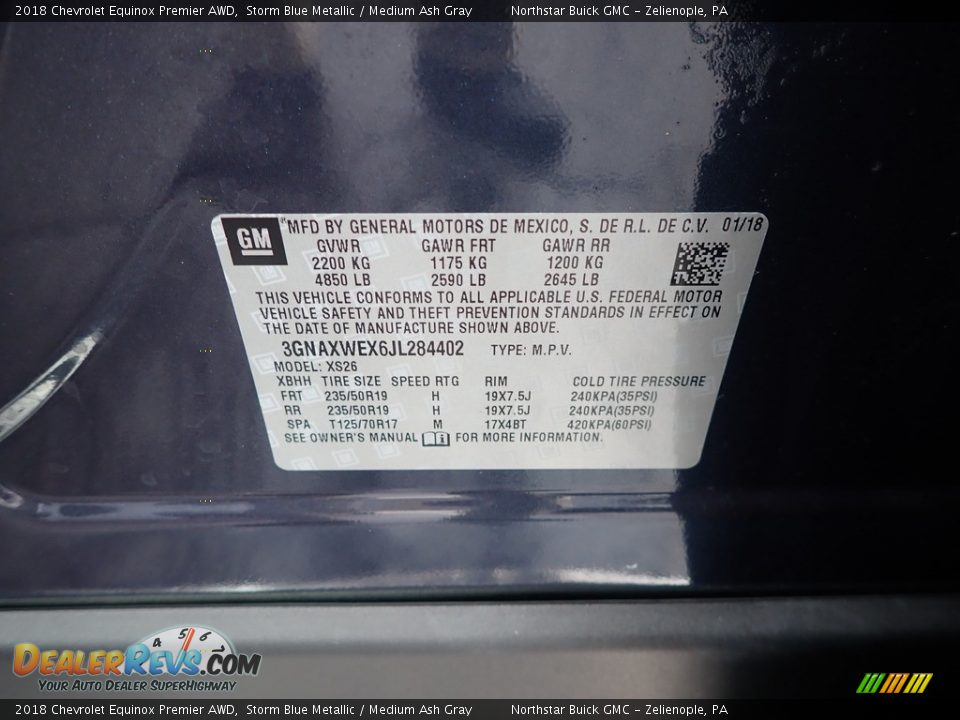 2018 Chevrolet Equinox Premier AWD, Storm Blue Metallic / Medium Ash Gray Northstar Buick GMC - Zelienople, PA
GM MFD BY GENERAL MOTORS DE MEXICO, S. DE R.L. DE C.V. 01/18
GVWR GAWR FRT GAWR RR
2200 KG 1175 KG 1200 KG
4850 LB 2590 LB 2645 LB
THIS VEHICLE CONFORMS TO ALL APPLICABLE U.S. FEDERAL MOTOR
VEHICLE SAFETY AND THEFT PREVENTION STANDARDS IN EFFECT ON
THE DATE OF MANUFACTURE SHOWN ABOVE.
3GNAXWEX6JL284402 TYPE: M.P.V.
MODEL: XS26
XBHH TIRE SIZE SPEED RTG RIM COLD TIRE PRESSURE
FRT 235/50R19 H 19X7.5J 240KPA(35PSI)
RR 235/50R19 H 19X7.5J 240KPA(35PSI)
SPA T125/70R17 M 17X4BT 420KPA(60PSI)
SEE OWNER'S MANUAL FOR MORE INFORMATION.
4 5 6
DEALERREVS.COM
YOUR AUTO DEALER SUPERHIGHWAY
2018 Chevrolet Equinox Premier AWD, Storm Blue Metallic / Medium Ash Gray Northstar Buick GMC - Zelienople, PA